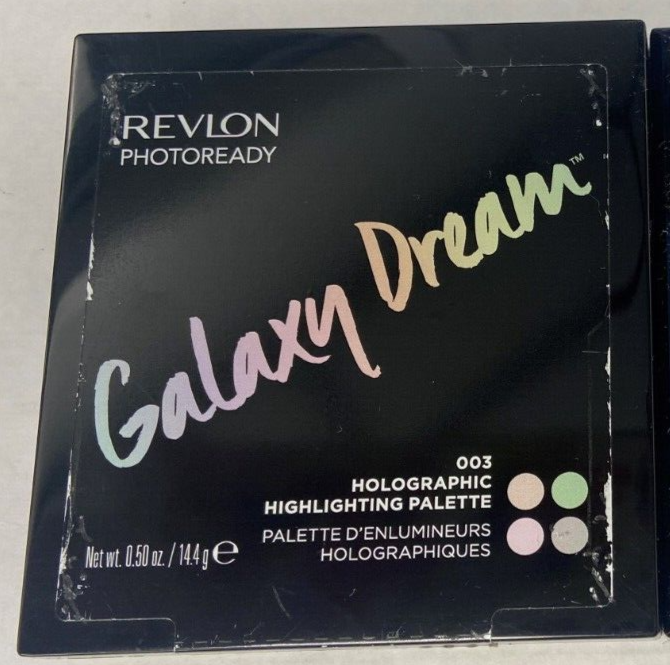 REVLON
PHOTOREADY
Galaxy Dream™
003
HOLOGRAPHIC
HIGHLIGHTING PALETTE
PALETTE D'ENLUMINEURS
HOLOGRAPHIQUES
Net wt. 0.50 oz. / 14.4 g ℮